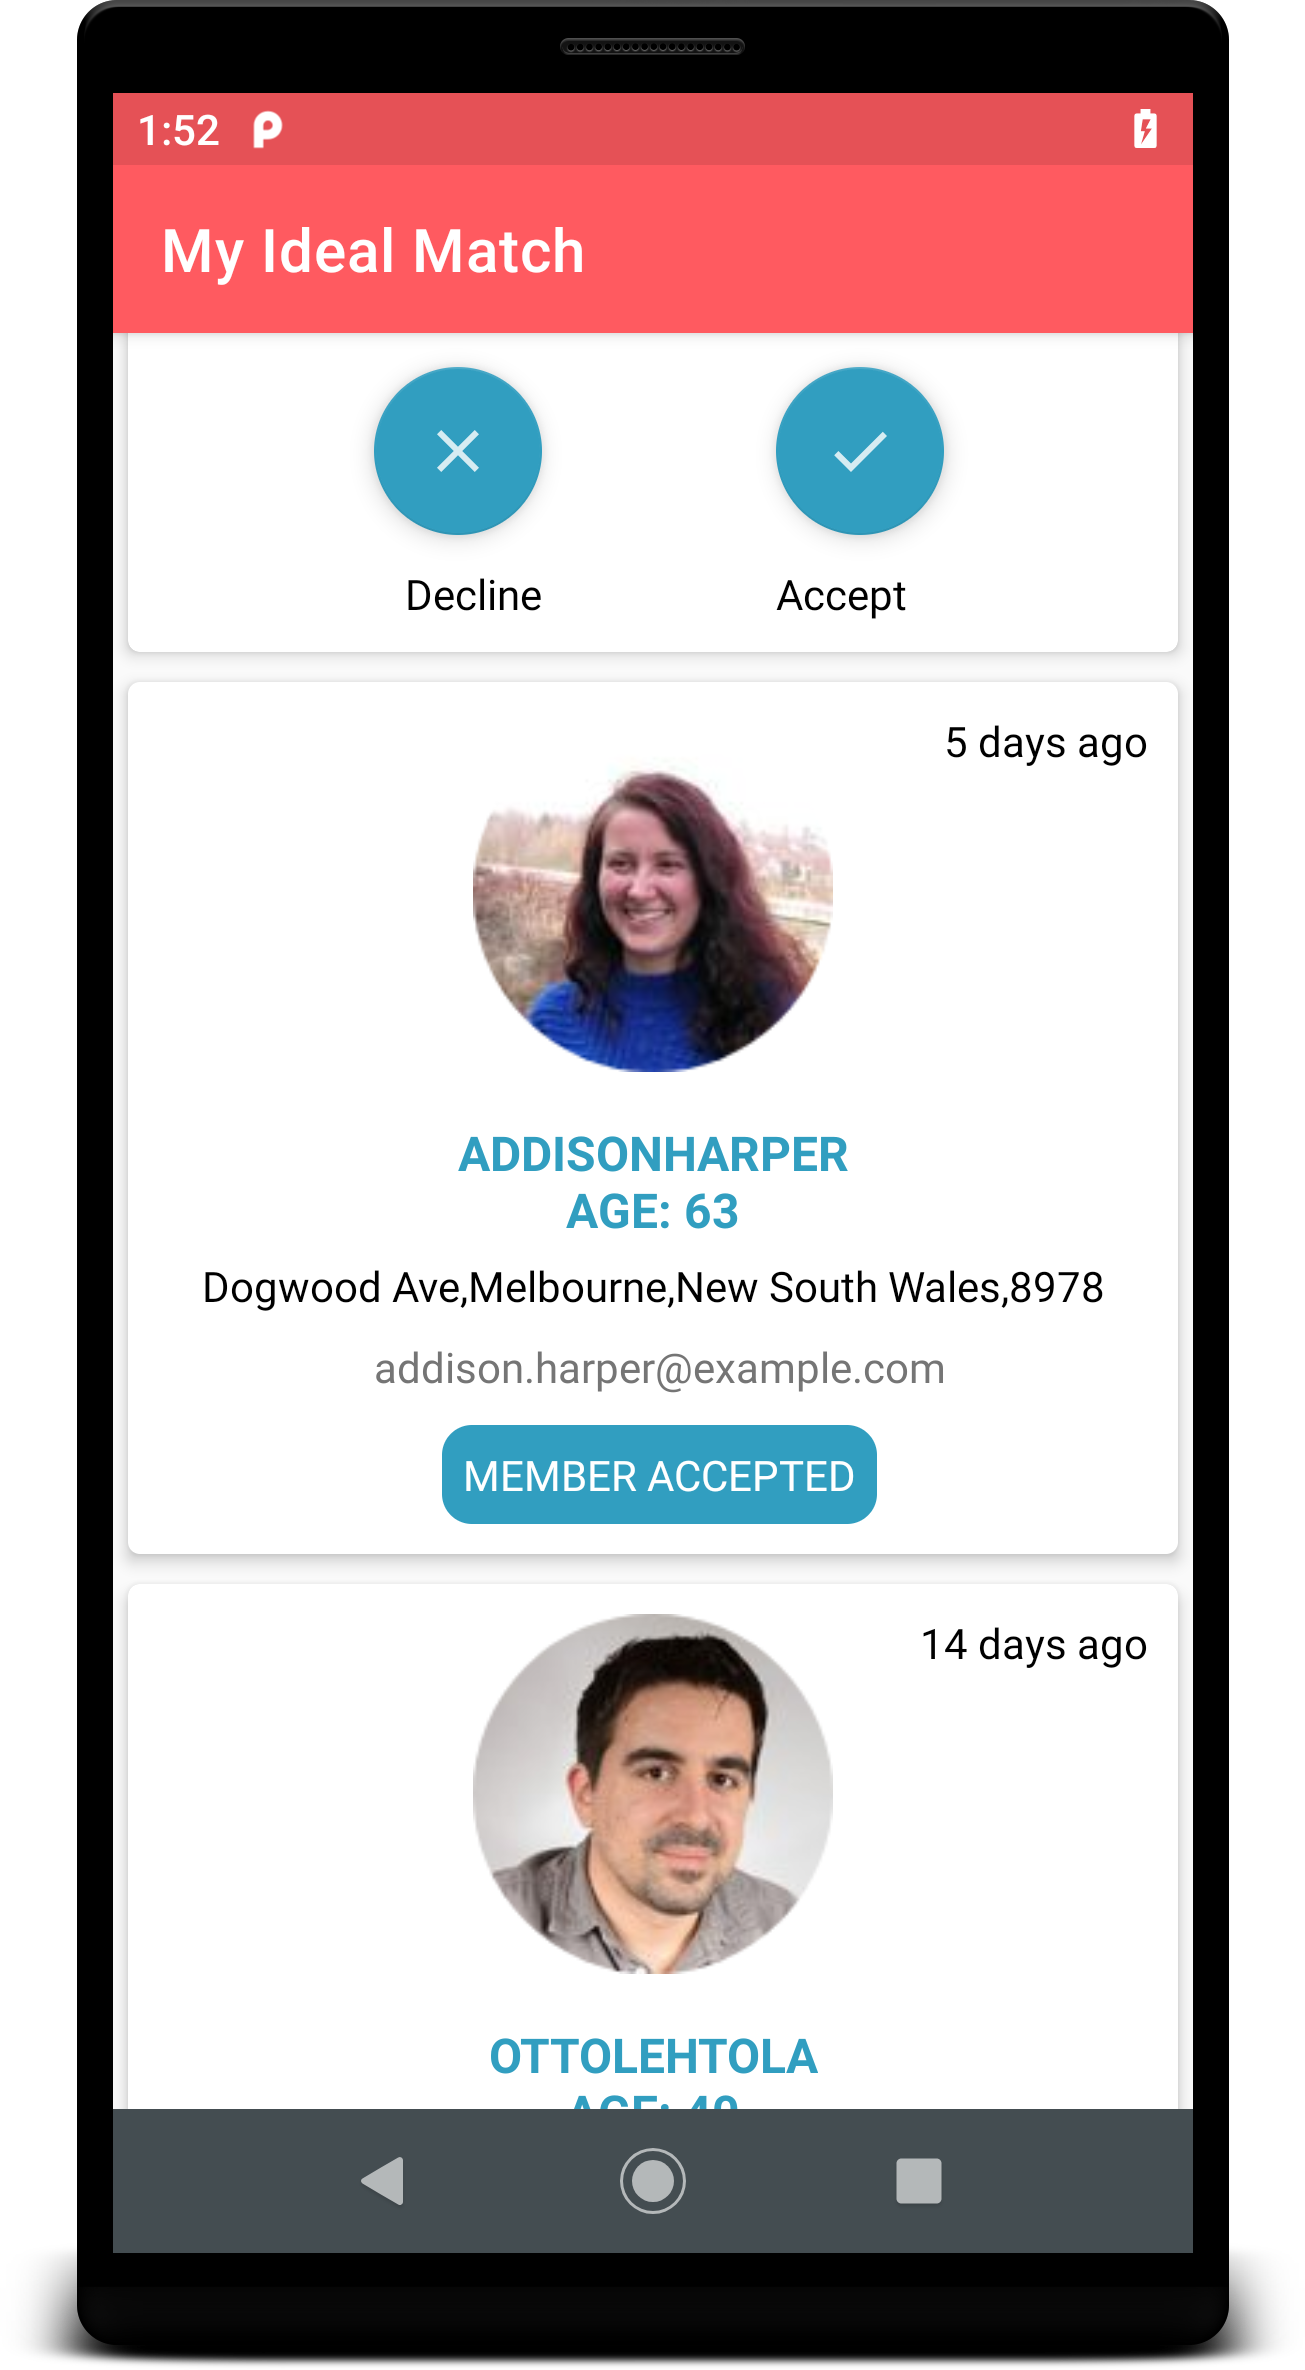 1:52
My Ideal Match
Decline Accept
5 days ago
ADDISONHARPER
AGE: 63
Dogwood Ave,Melbourne,New South Wales,8978
addison.harper@example.com
MEMBER ACCEPTED
14 days ago
OTTOLEHTOLA
AGE: